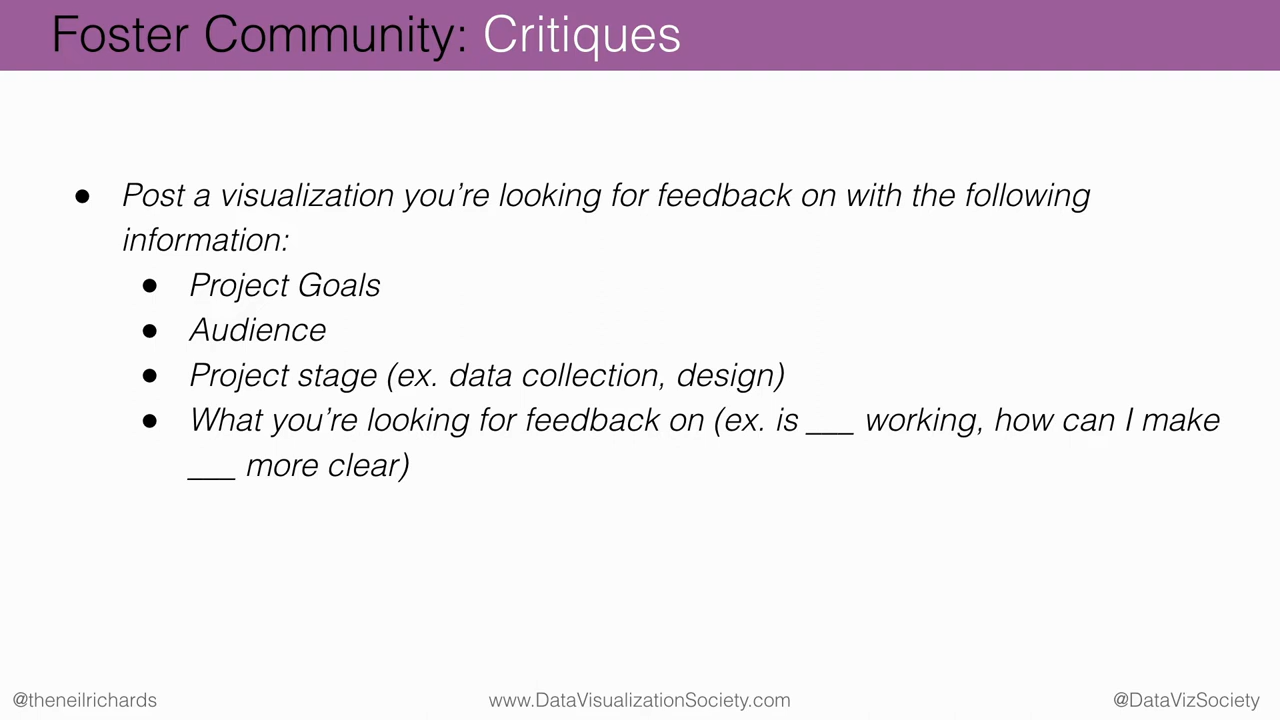 Foster Community: Critiques
● Post a visualization you’re looking for feedback on with the following
information:
● Project Goals
● Audience
● Project stage (ex. data collection, design)
● What you’re looking for feedback on (ex. is ___ working, how can I make
___ more clear)
@theneilrichards www.DataVisualizationSociety.com @DataVizSociety